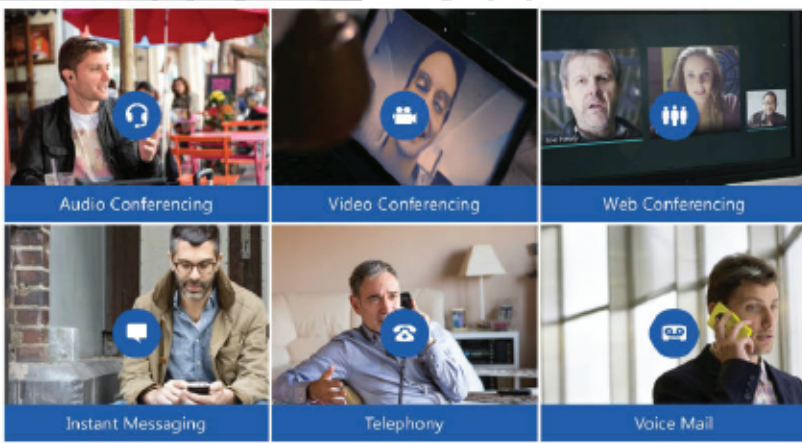 Audio Conferencing
Video Conferencing
Web Conferencing
Instant Messaging
Telephony
Voice Mail